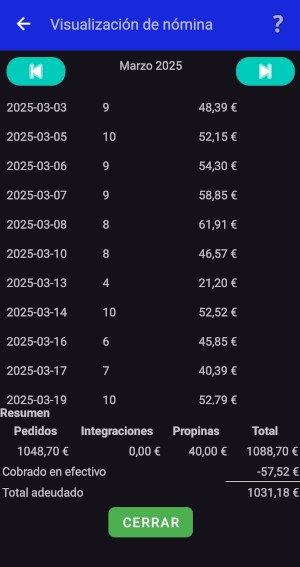 Visualización de nómina ?
Marzo 2025
2025-03-03 9 48,39 €
2025-03-05 10 52,15 €
2025-03-06 9 54,30 €
2025-03-07 9 58,85 €
2025-03-08 8 61,91 €
2025-03-10 8 46,57 €
2025-03-13 4 21,20 €
2025-03-14 10 52,52 €
2025-03-16 6 45,85 €
2025-03-17 7 40,39 €
2025-03-19 10 52,79 €
Resumen
Pedidos Integraciones Propinas Total
1048,70 € 0,00 € 40,00 € 1088,70 €
Cobrado en efectivo -57,52 €
Total adeudado 1031,18 €
CERRAR